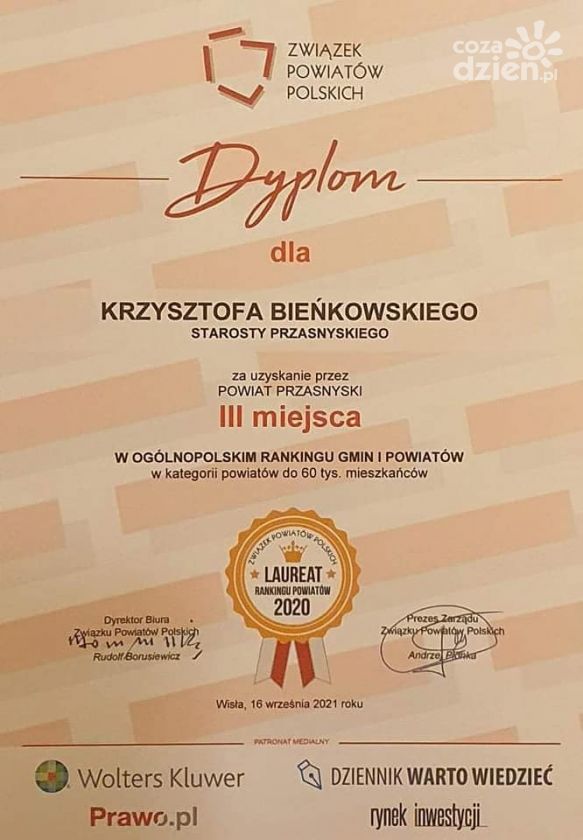 ZWIĄZEK
POWIATÓW
POLSKICH
coza
dzień.pl
Dyplom
dla
KRZYSZTOFA BIEŃKOWSKIEGO
STAROSTY PRZASNYSKIEGO
za uzyskanie przez
POWIAT PRZASNYSKI
III miejsca
W OGÓLNOPOLSKIM RANKINGU GMIN I POWIATÓW
w kategorii powiatów do 60 tys. mieszkańców
ZWIĄZEK POWIATÓW POLSKICH
LAUREAT
RANKINGU POWIATÓW
2020
Dyrektor Biura
Związku Powiatów Polskich
Rudolf Borusiewicz
Prezes Zarządu
Związku Powiatów Polskich
Andrzej Płonka
Wisła, 16 września 2021 roku
PATRONAT MEDIALNY
Wolters Kluwer
DZIENNIK WARTO WIEDZIEĆ
Prawo.pl
rynek inwestycji